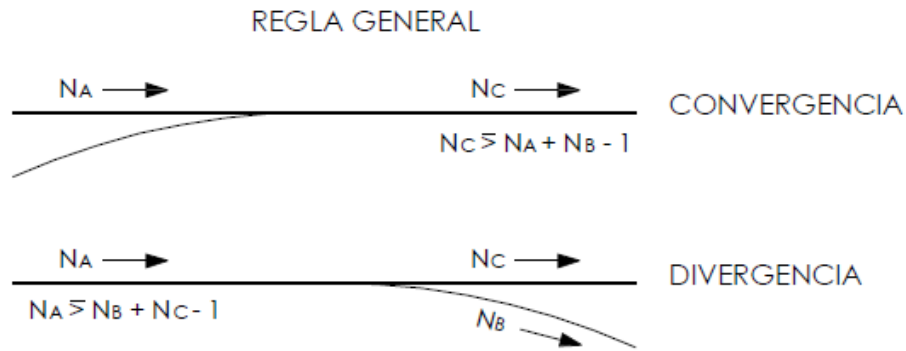 REGLA GENERAL
NA
NC
CONVERGENCIA
NC ⋝ NA + NB - 1
NA
NC
DIVERGENCIA
NA ⋝ NB + NC - 1
NB